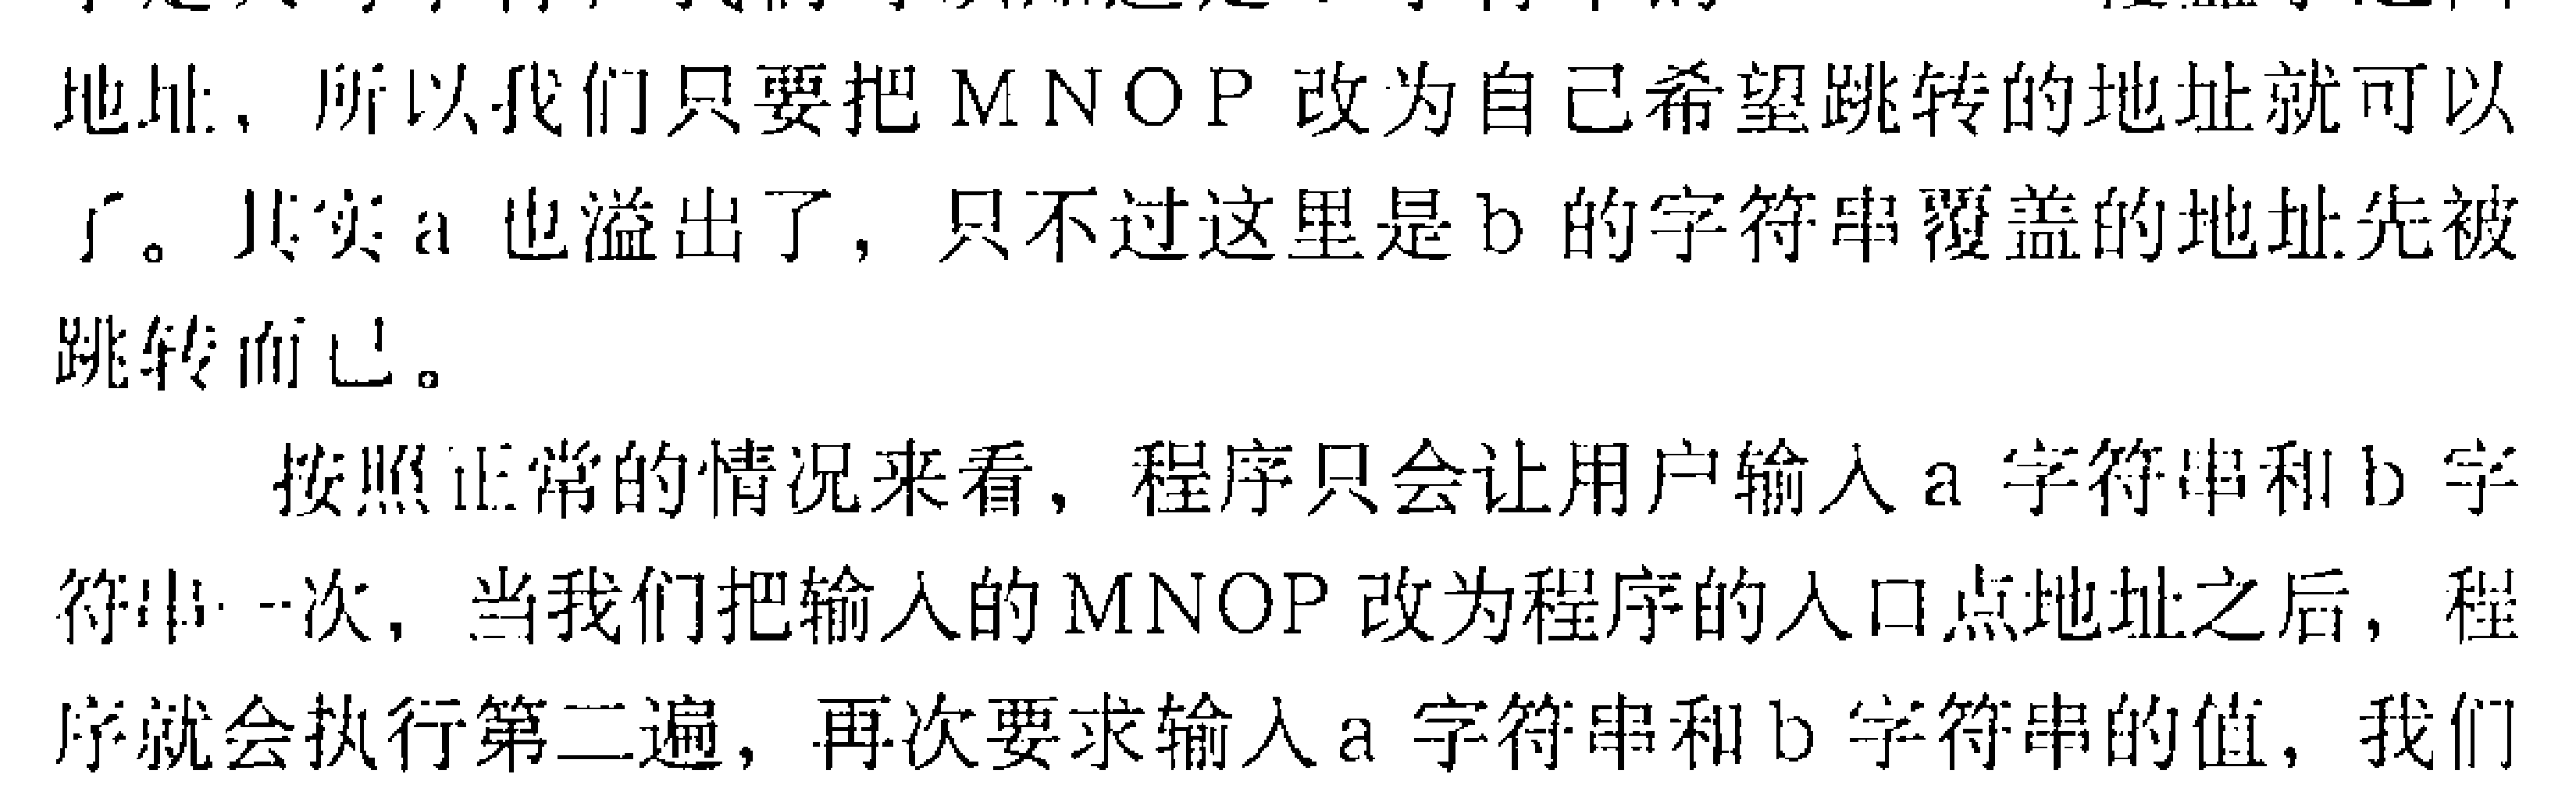 地址，所以我们只要把 MNOP 改为自己希望跳转的地址就可以
了。其实 a 也溢出了，只不过这里是 b 的字符串覆盖的地址先被
跳转而已。
按照正常的情况来看，程序只会让用户输入 a 字符串和 b 字
符串一次，当我们把输入的 MNOP 改为程序的入口点地址之后，程
序就会执行第二遍，再次要求输入 a 字符串和 b 字符串的值，我们